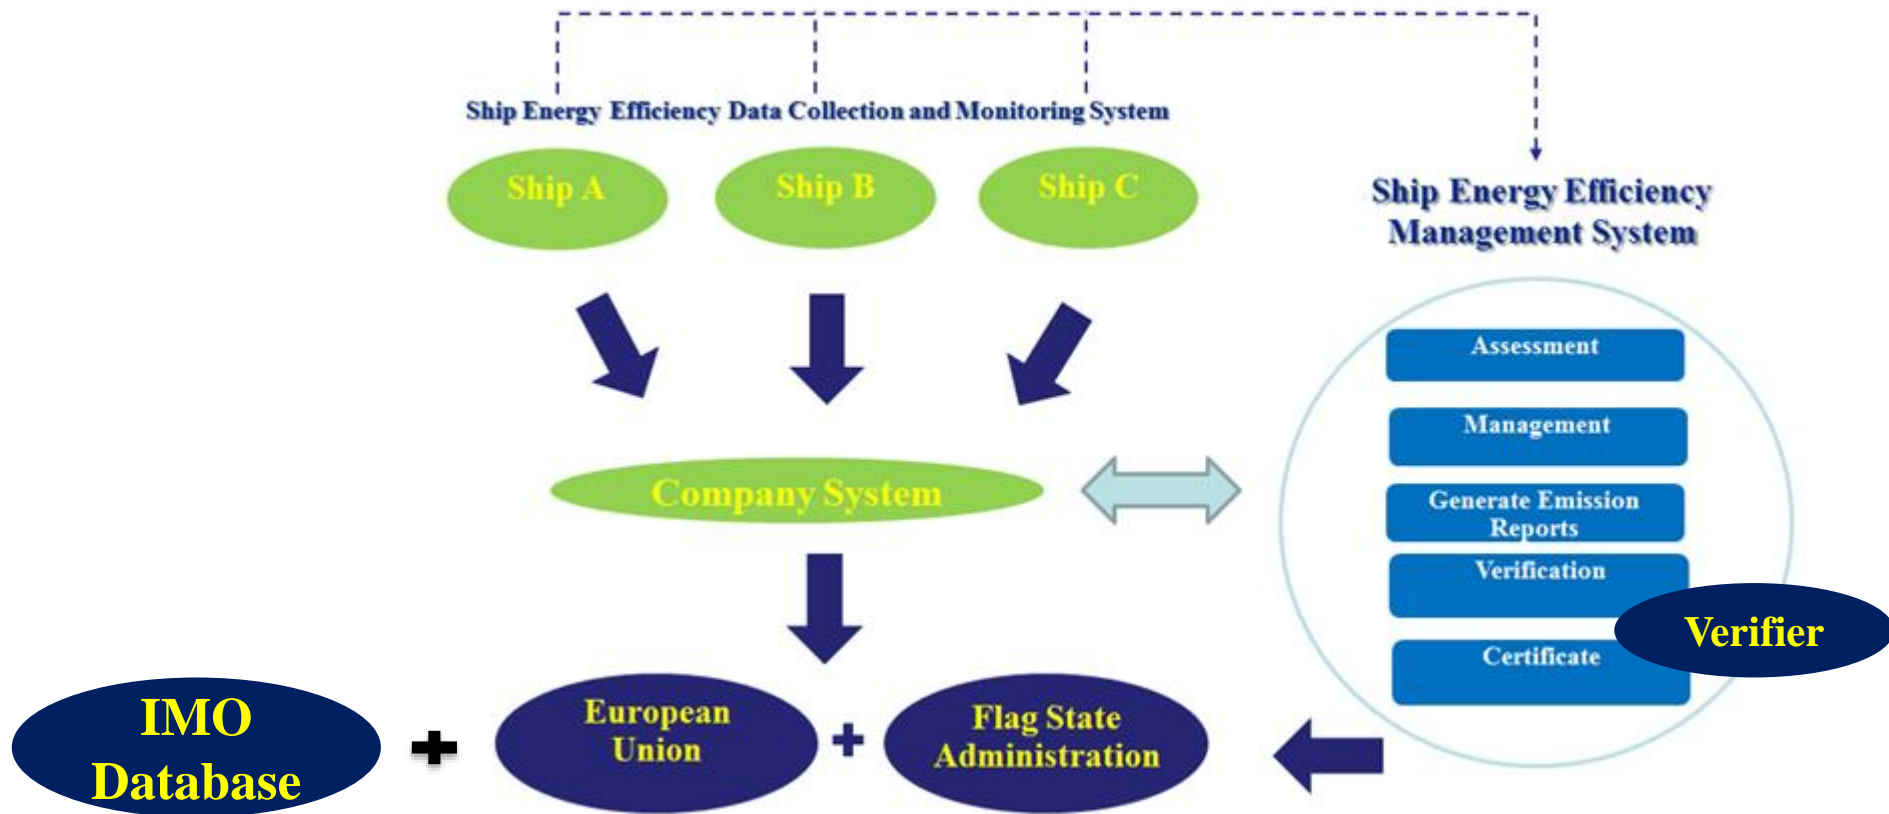 Ship Energy Efficiency Data Collection and Monitoring System
Ship A
Ship B
Ship C
Ship Energy Efficiency
Management System
Assessment
Management
Generate Emission
Reports
Verification
Certificate
Verifier
Company System
IMO
Database
European
Union
Flag State
Administration